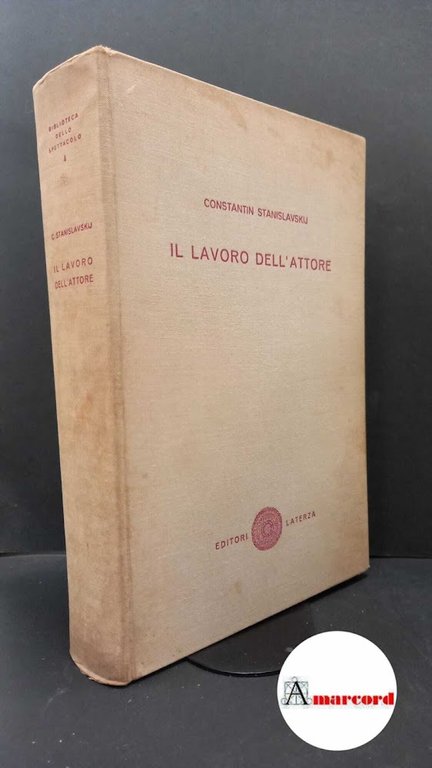 BIBLIOTECA
DELLO
SPETTACOLO
4
C. STANISLAVSKIJ
IL LAVORO
DELL'ATTORE
CONSTANTIN STANISLAVSKIJ
IL LAVORO DELL'ATTORE
EDITORI LATERZA
Amarcord